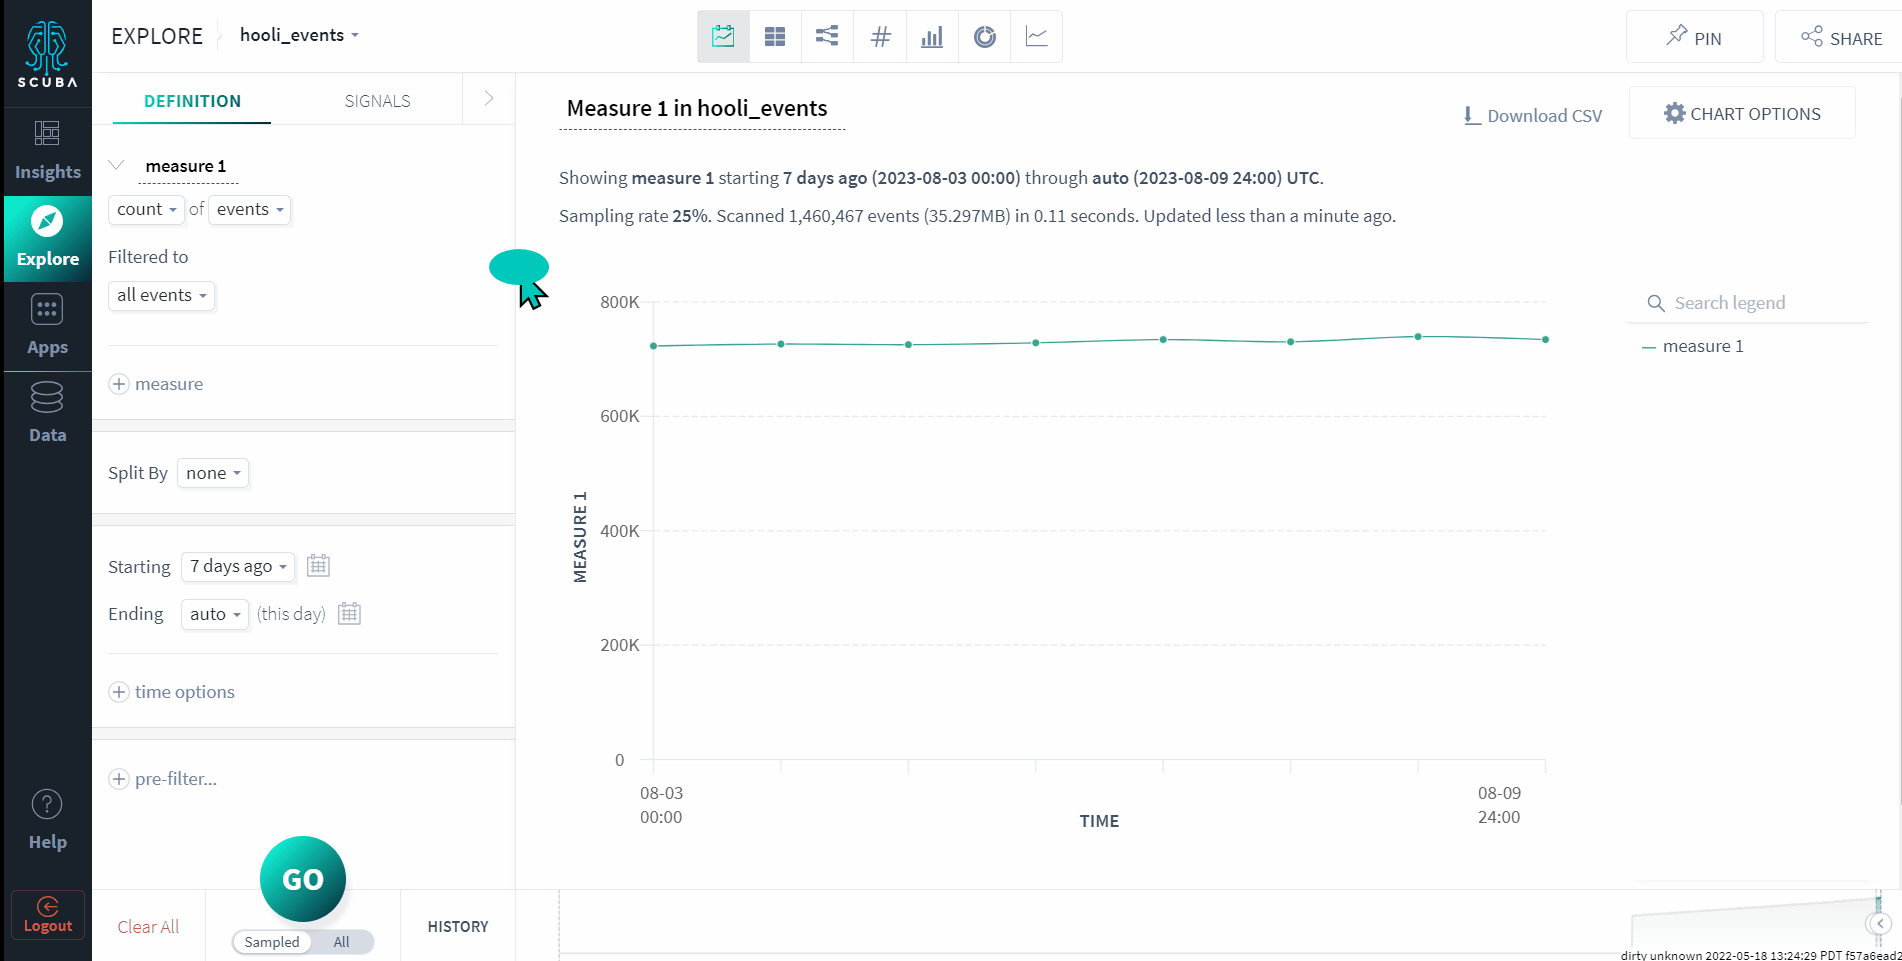 SCUBA
EXPLORE
hooli_events
PIN
SHARE
DEFINITION
SIGNALS
Insights
Explore
Apps
Data
Help
Logout
measure 1
count of events
Filtered to
all events
measure
Split By none
Starting 7 days ago
Ending auto (this day)
time options
pre-filter...
GO
Clear All
Sampled All
HISTORY
Measure 1 in hooli_events
Download CSV
CHART OPTIONS
Showing measure 1 starting 7 days ago (2023-08-03 00:00) through auto (2023-08-09 24:00) UTC.
Sampling rate 25%. Scanned 1,460,467 events (35.297MB) in 0.11 seconds. Updated less than a minute ago.
800K
600K
400K
200K
0
MEASURE 1
08-03
00:00
08-09
24:00
TIME
Search legend
measure 1
dirty unknown 2022-05-18 13:24:29 PDT f57a6ead2